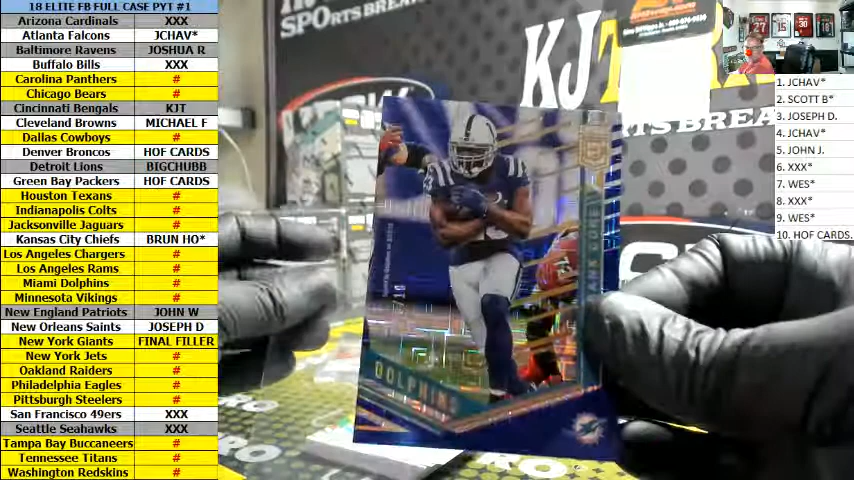 18 ELITE FB FULL CASE PYT #1
Arizona Cardinals XXX
Atlanta Falcons JCHAV*
Baltimore Ravens JOSHUA R
Buffalo Bills XXX
Carolina Panthers #
Chicago Bears #
Cincinnati Bengals KJT
Cleveland Browns MICHAEL F
Dallas Cowboys #
Denver Broncos HOF CARDS
Detroit Lions BIGCHUBB
Green Bay Packers HOF CARDS
Houston Texans #
Indianapolis Colts #
Jacksonville Jaguars #
Kansas City Chiefs BRUN HO*
Los Angeles Chargers #
Los Angeles Rams #
Miami Dolphins #
Minnesota Vikings #
New England Patriots JOHN W
New Orleans Saints JOSEPH D
New York Giants FINAL FILLER
New York Jets #
Oakland Raiders #
Philadelphia Eagles #
Pittsburgh Steelers #
San Francisco 49ers XXX
Seattle Seahawks XXX
Tampa Bay Buccaneers #
Tennessee Titans #
Washington Redskins #
SPORTS BREA
KJT
SPORTS BREA
DOLPHINS
1. JCHAV*
2. SCOTT B*
3. JOSEPH D.
4. JCHAV*
5. JOHN J.
6. XXX*
7. WES*
8. XXX*
9. WES*
10. HOF CARDS.